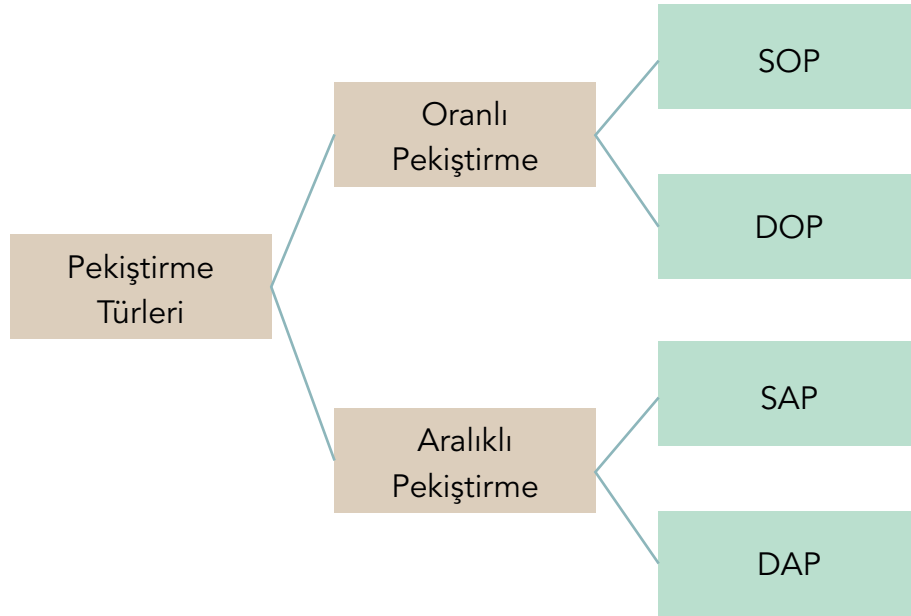 Pekiştirme
Türleri
Oranlı
Pekiştirme
SOP
DOP
Aralıklı
Pekiştirme
SAP
DAP